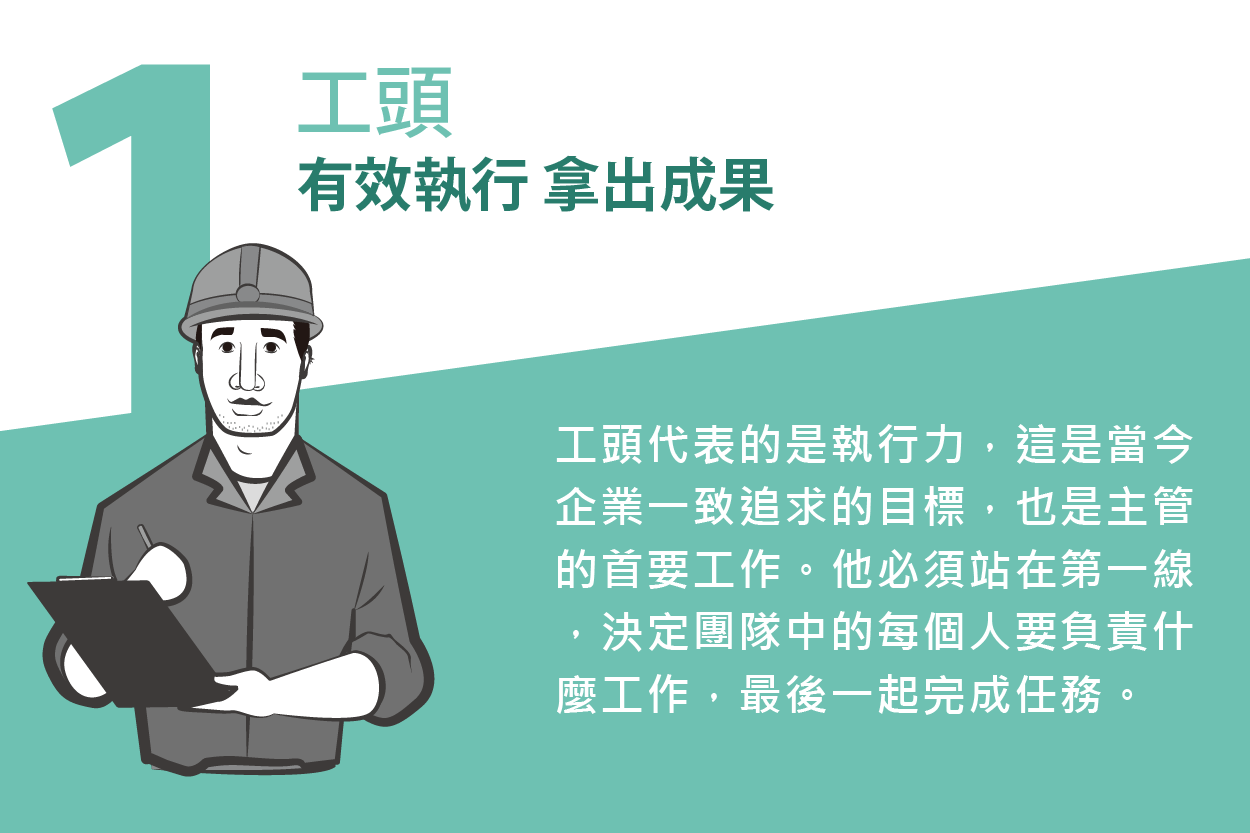 1
工頭
有效執行 拿出成果
工頭代表的是執行力，這是當今
企業一致追求的目標，也是主管
的首要工作。他必須站在第一線
，決定團隊中的每個人要負責什
麼工作，最後一起完成任務。